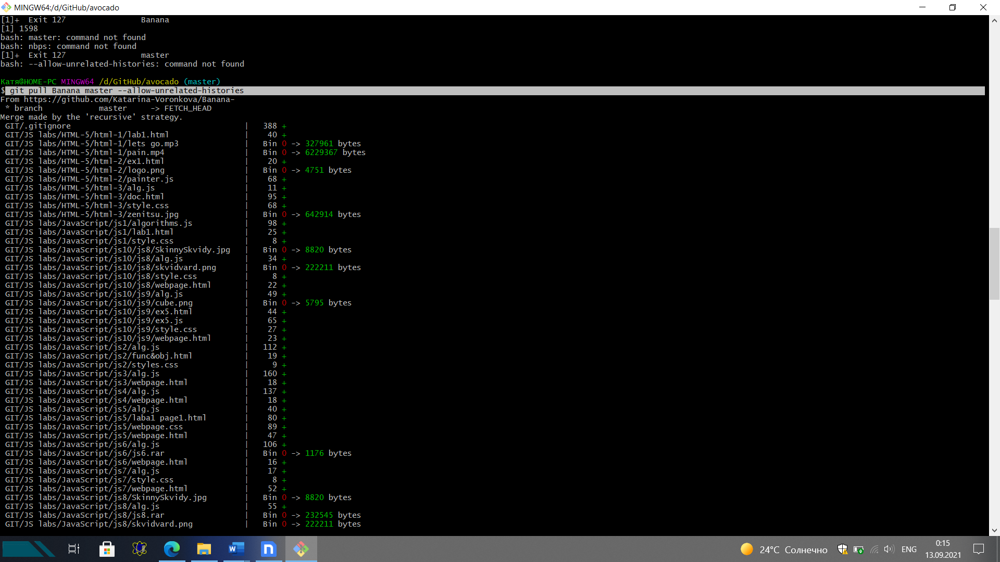 MINGW64:/d/GitHub/avocado
[1]+  Exit 127                Banana
[1] 1598
bash: master: command not found
bash: nbps: command not found
[1]+  Exit 127                master
bash: --allow-unrelated-histories: command not found
Катя@HOME-PC MINGW64 /d/GitHub/avocado (master)
$ git pull Banana master --allow-unrelated-histories
From https://github.com/Katarina-Voronkova/Banana-
 * branch            master     -> FETCH_HEAD
Merge made by the 'recursive' strategy.
 GIT/.gitignore                                     |   388 +
 GIT/JS labs/HTML-5/html-1/lab1.html                |    40 +
 GIT/JS labs/HTML-5/html-1/lets go.mp3              |   Bin 0 -> 327961 bytes
 GIT/JS labs/HTML-5/html-1/pain.mp4                 |   Bin 0 -> 6229367 bytes
 GIT/JS labs/HTML-5/html-2/ex1.html                 |    20 +
 GIT/JS labs/HTML-5/html-2/logo.png                 |   Bin 0 -> 4751 bytes
 GIT/JS labs/HTML-5/html-2/painter.js               |    68 +
 GIT/JS labs/HTML-5/html-3/alg.js                   |    11 +
 GIT/JS labs/HTML-5/html-3/doc.html                 |    95 +
 GIT/JS labs/HTML-5/html-3/style.css                |    68 +
 GIT/JS labs/HTML-5/html-3/zenitsu.jpg              |   Bin 0 -> 642914 bytes
 GIT/JS labs/JavaScript/js1/algorithms.js           |    98 +
 GIT/JS labs/JavaScript/js1/lab1.html               |    25 +
 GIT/JS labs/JavaScript/js1/style.css               |     8 +
 GIT/JS labs/JavaScript/js10/js8/SkinnySkvidy.jpg   |   Bin 0 -> 8820 bytes
 GIT/JS labs/JavaScript/js10/js8/alg.js             |    34 +
 GIT/JS labs/JavaScript/js10/js8/skvidvard.png      |   Bin 0 -> 222211 bytes
 GIT/JS labs/JavaScript/js10/js8/style.css          |     8 +
 GIT/JS labs/JavaScript/js10/js8/webpage.html       |    22 +
 GIT/JS labs/JavaScript/js10/js9/alg.js             |    49 +
 GIT/JS labs/JavaScript/js10/js9/cube.png           |   Bin 0 -> 5795 bytes
 GIT/JS labs/JavaScript/js10/js9/ex5.html           |    44 +
 GIT/JS labs/JavaScript/js10/js9/ex5.js             |    65 +
 GIT/JS labs/JavaScript/js10/js9/style.css          |    27 +
 GIT/JS labs/JavaScript/js10/js9/webpage.html       |    23 +
 GIT/JS labs/JavaScript/js2/alg.js                  |   112 +
 GIT/JS labs/JavaScript/js2/func&obj.html           |    19 +
 GIT/JS labs/JavaScript/js2/styles.css              |     9 +
 GIT/JS labs/JavaScript/js3/alg.js                  |   160 +
 GIT/JS labs/JavaScript/js3/webpage.html            |    18 +
 GIT/JS labs/JavaScript/js4/alg.js                  |   137 +
 GIT/JS labs/JavaScript/js4/webpage.html            |    18 +
 GIT/JS labs/JavaScript/js5/alg.js                  |    40 +
 GIT/JS labs/JavaScript/js5/laba1 page1.html        |    80 +
 GIT/JS labs/JavaScript/js5/webpage.css             |    89 +
 GIT/JS labs/JavaScript/js5/webpage.html            |    47 +
 GIT/JS labs/JavaScript/js6/alg.js                  |   106 +
 GIT/JS labs/JavaScript/js6/js6.rar                 |   Bin 0 -> 1176 bytes
 GIT/JS labs/JavaScript/js6/webpage.html            |    16 +
 GIT/JS labs/JavaScript/js7/alg.js                  |    17 +
 GIT/JS labs/JavaScript/js7/style.css               |     8 +
 GIT/JS labs/JavaScript/js7/webpage.html            |    52 +
 GIT/JS labs/JavaScript/js8/SkinnySkvidy.jpg        |   Bin 0 -> 8820 bytes
 GIT/JS labs/JavaScript/js8/alg.js                  |    55 +
 GIT/JS labs/JavaScript/js8/js8.rar                 |   Bin 0 -> 232545 bytes
 GIT/JS labs/JavaScript/js8/skvidvard.png           |   Bin 0 -> 222211 bytes
24°C Солнечно ENG 0:15
13.09.2021